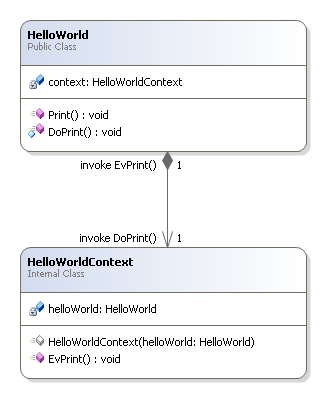 HelloWorld
Public Class
context: HelloWorldContext
Print() : void
DoPrint() : void
invoke EvPrint() 1
invoke DoPrint() 1
HelloWorldContext
Internal Class
helloWorld: HelloWorld
HelloWorldContext(helloWorld: HelloWorld)
EvPrint() : void